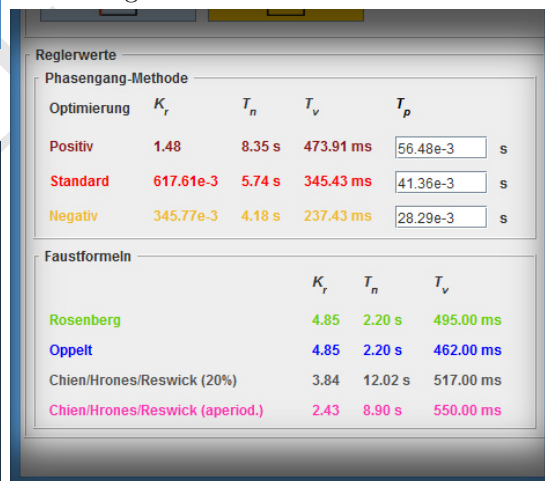 Reglerwerte
Phasengang-Methode
Optimierung Kr Tn Tv Tp
Positiv 1.48 8.35 s 473.91 ms 56.48e-3 s
Standard 617.61e-3 5.74 s 345.43 ms 41.36e-3 s
Negativ 345.77e-3 4.18 s 237.43 ms 28.29e-3 s
Faustformeln
Kr Tn Tv
Rosenberg 4.85 2.20 s 495.00 ms
Oppelt 4.85 2.20 s 462.00 ms
Chien/Hrones/Reswick (20%) 3.84 12.02 s 517.00 ms
Chien/Hrones/Reswick (aperiod.) 2.43 8.90 s 550.00 ms